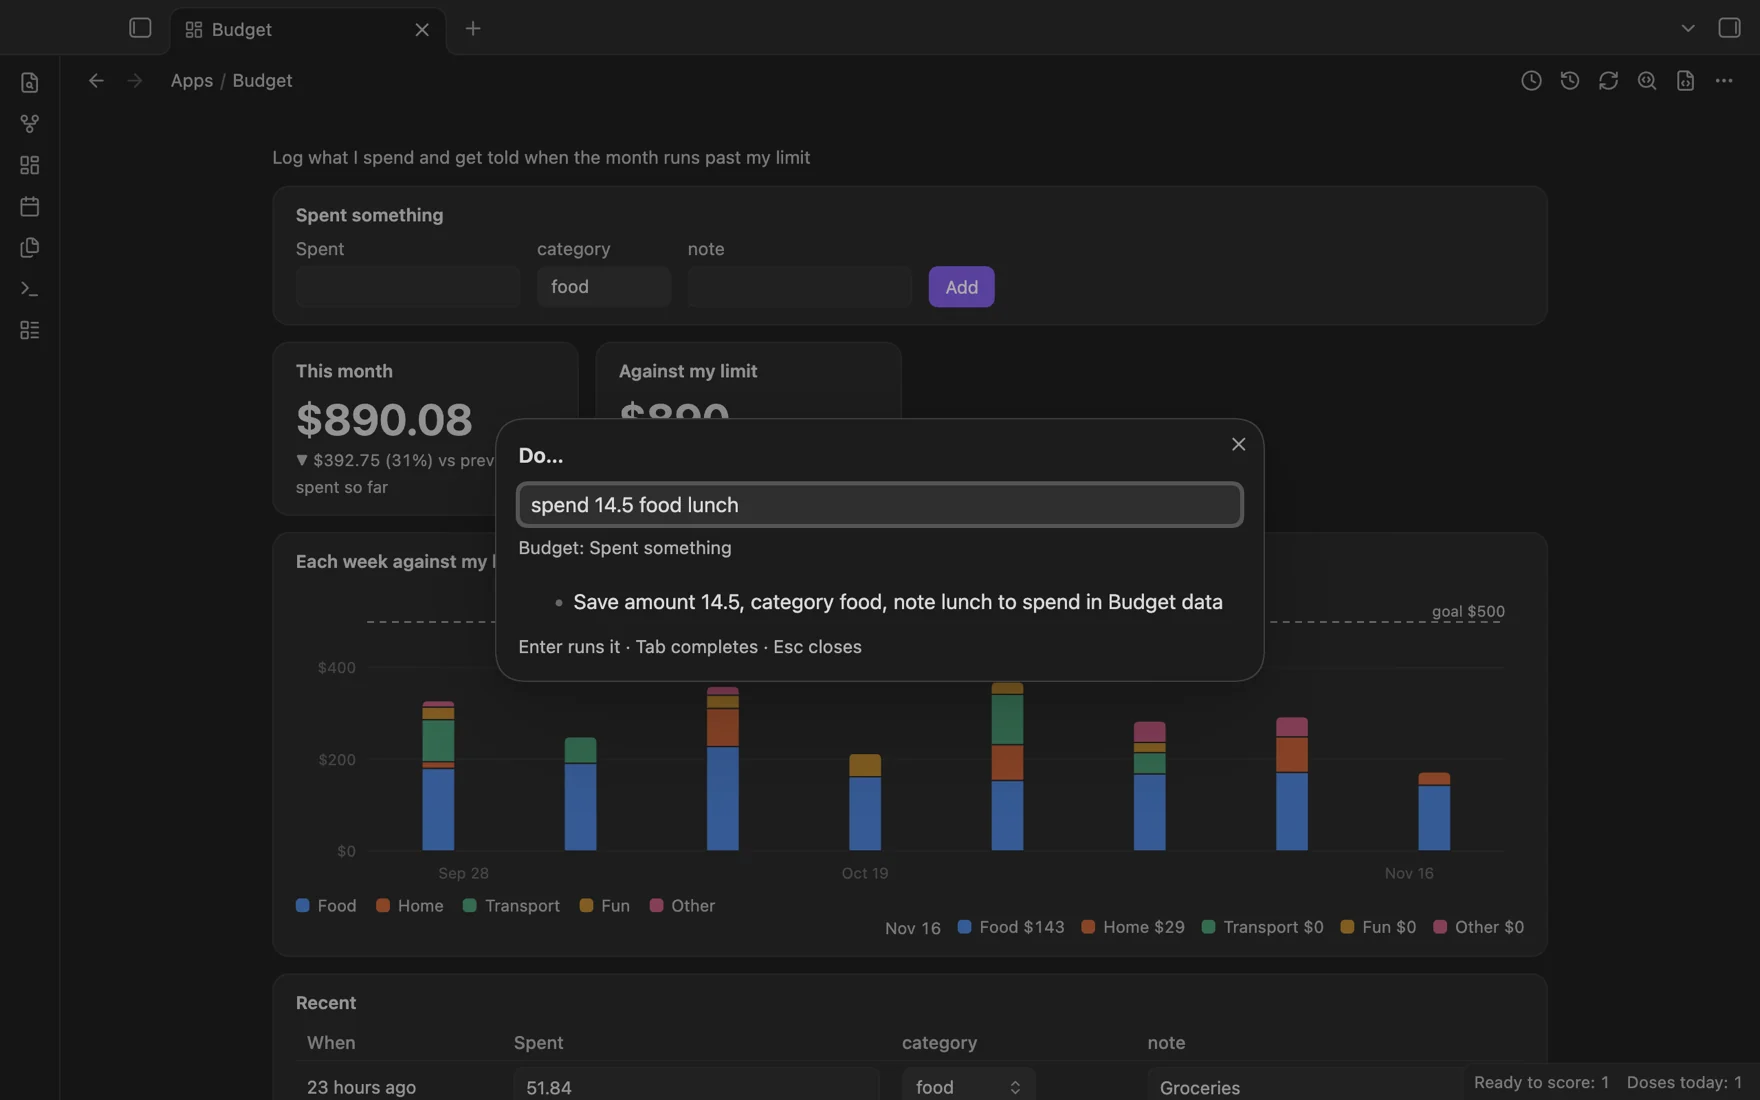 Budget
Apps / Budget
Log what I spend and get told when the month runs past my limit
Spent something
Spent category note
food Add
This month Against my limit
$890.08
▼ $392.75 (31%) vs prev
spent so far
Do...
spend 14.5 food lunch
Budget: Spent something
• Save amount 14.5, category food, note lunch to spend in Budget data
Enter runs it · Tab completes · Esc closes
Each week against my
goal $500
$400
$200
$0
Sep 28 Oct 19 Nov 16
Food Home Transport Fun Other
Nov 16 Food $143 Home $29 Transport $0 Fun $0 Other $0
Recent
When Spent category note
23 hours ago 51.84 food Groceries
Ready to score: 1 Doses today: 1